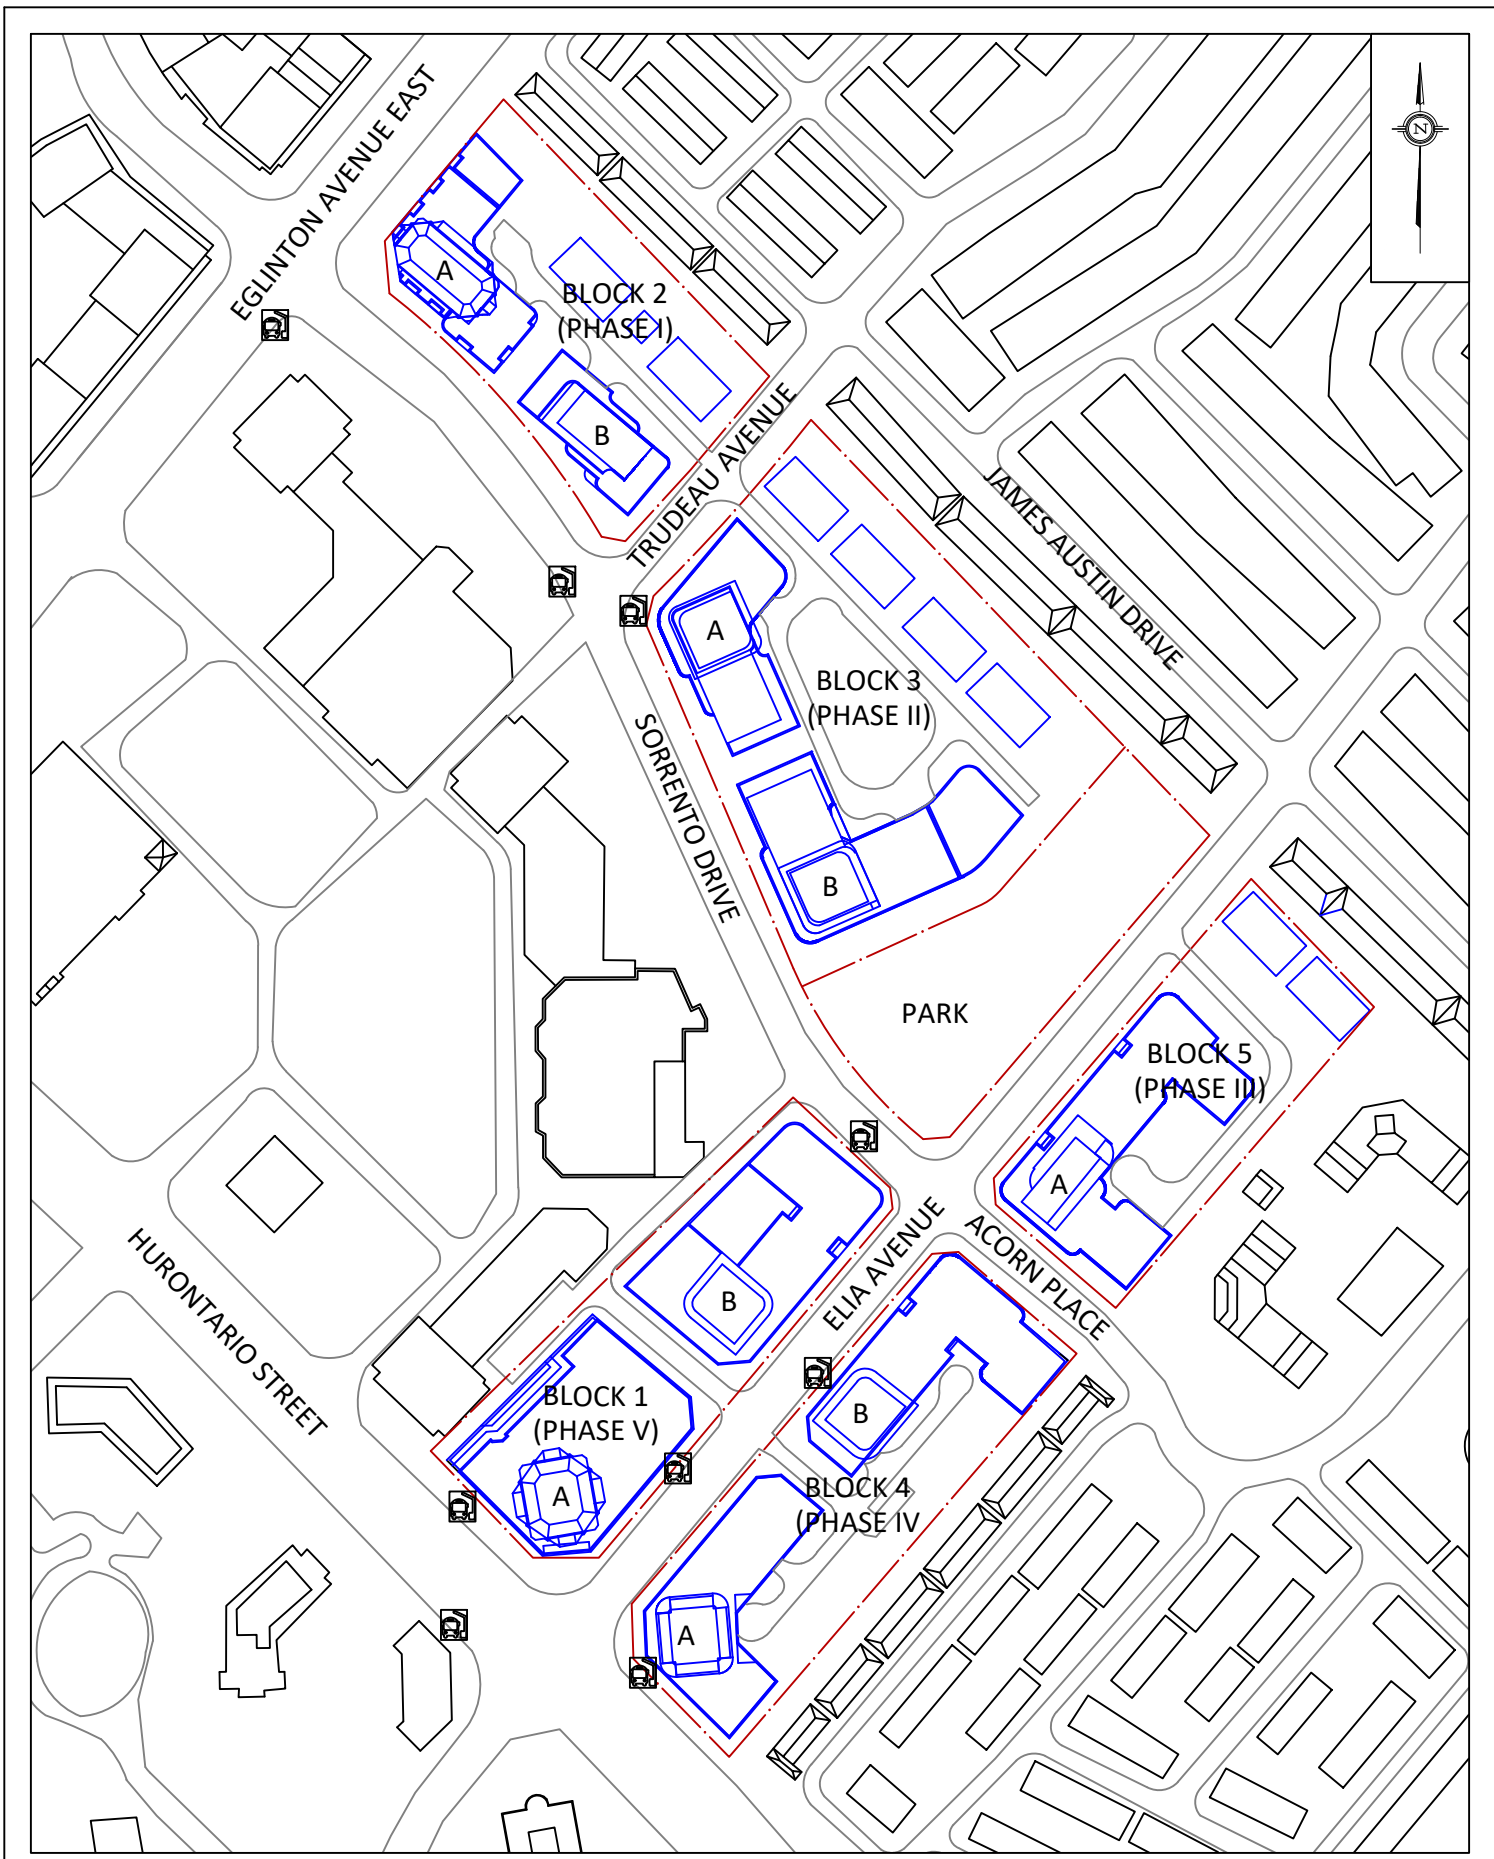 N
EGLINTON AVENUE EAST
A
BLOCK 2
(PHASE I)
B
TRUDEAU AVENUE
JAMES AUSTIN DRIVE
A
BLOCK 3
(PHASE II)
SORRENTO DRIVE
B
PARK
BLOCK 5
(PHASE III)
A
ACORN PLACE
ELIA AVENUE
B
HURONTARIO STREET
BLOCK 1
(PHASE V)
A
B
BLOCK 4
(PHASE IV
A